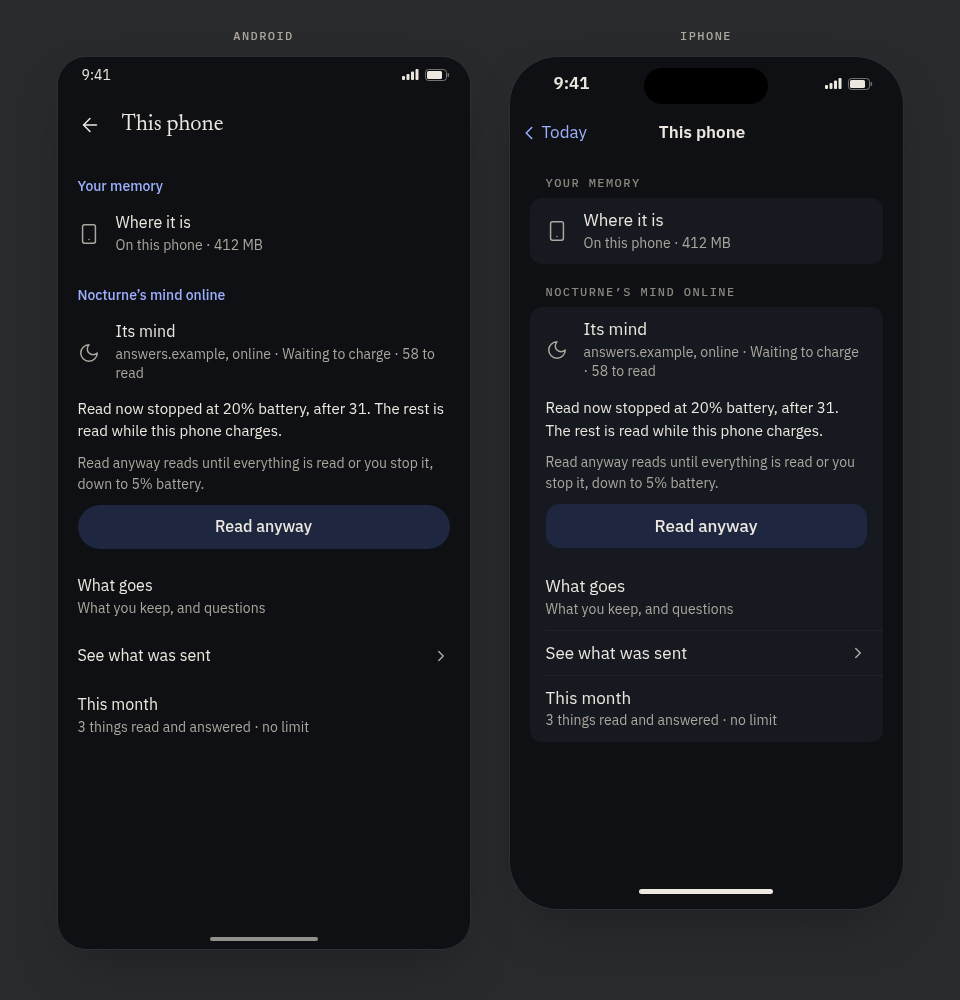 ANDROID
9:41
This phone
Your memory
Where it is
On this phone · 412 MB
Nocturne’s mind online
Its mind
answers.example, online · Waiting to charge · 58 to
read
Read now stopped at 20% battery, after 31. The rest is
read while this phone charges.
Read anyway reads until everything is read or you stop it,
down to 5% battery.
Read anyway
What goes
What you keep, and questions
See what was sent
This month
3 things read and answered · no limit
IPHONE
9:41
Today
This phone
YOUR MEMORY
Where it is
On this phone · 412 MB
NOCTURNE’S MIND ONLINE
Its mind
answers.example, online · Waiting to charge
· 58 to read
Read now stopped at 20% battery, after 31.
The rest is read while this phone charges.
Read anyway reads until everything is read or you
stop it, down to 5% battery.
Read anyway
What goes
What you keep, and questions
See what was sent
This month
3 things read and answered · no limit